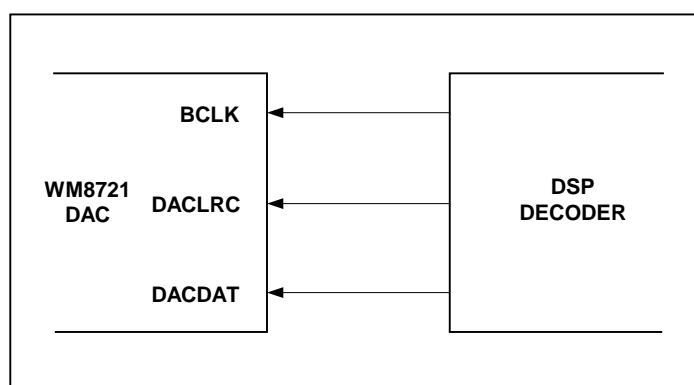 BCLK
WM8721
DAC
DACLRC
DACDAT
DSP
DECODER